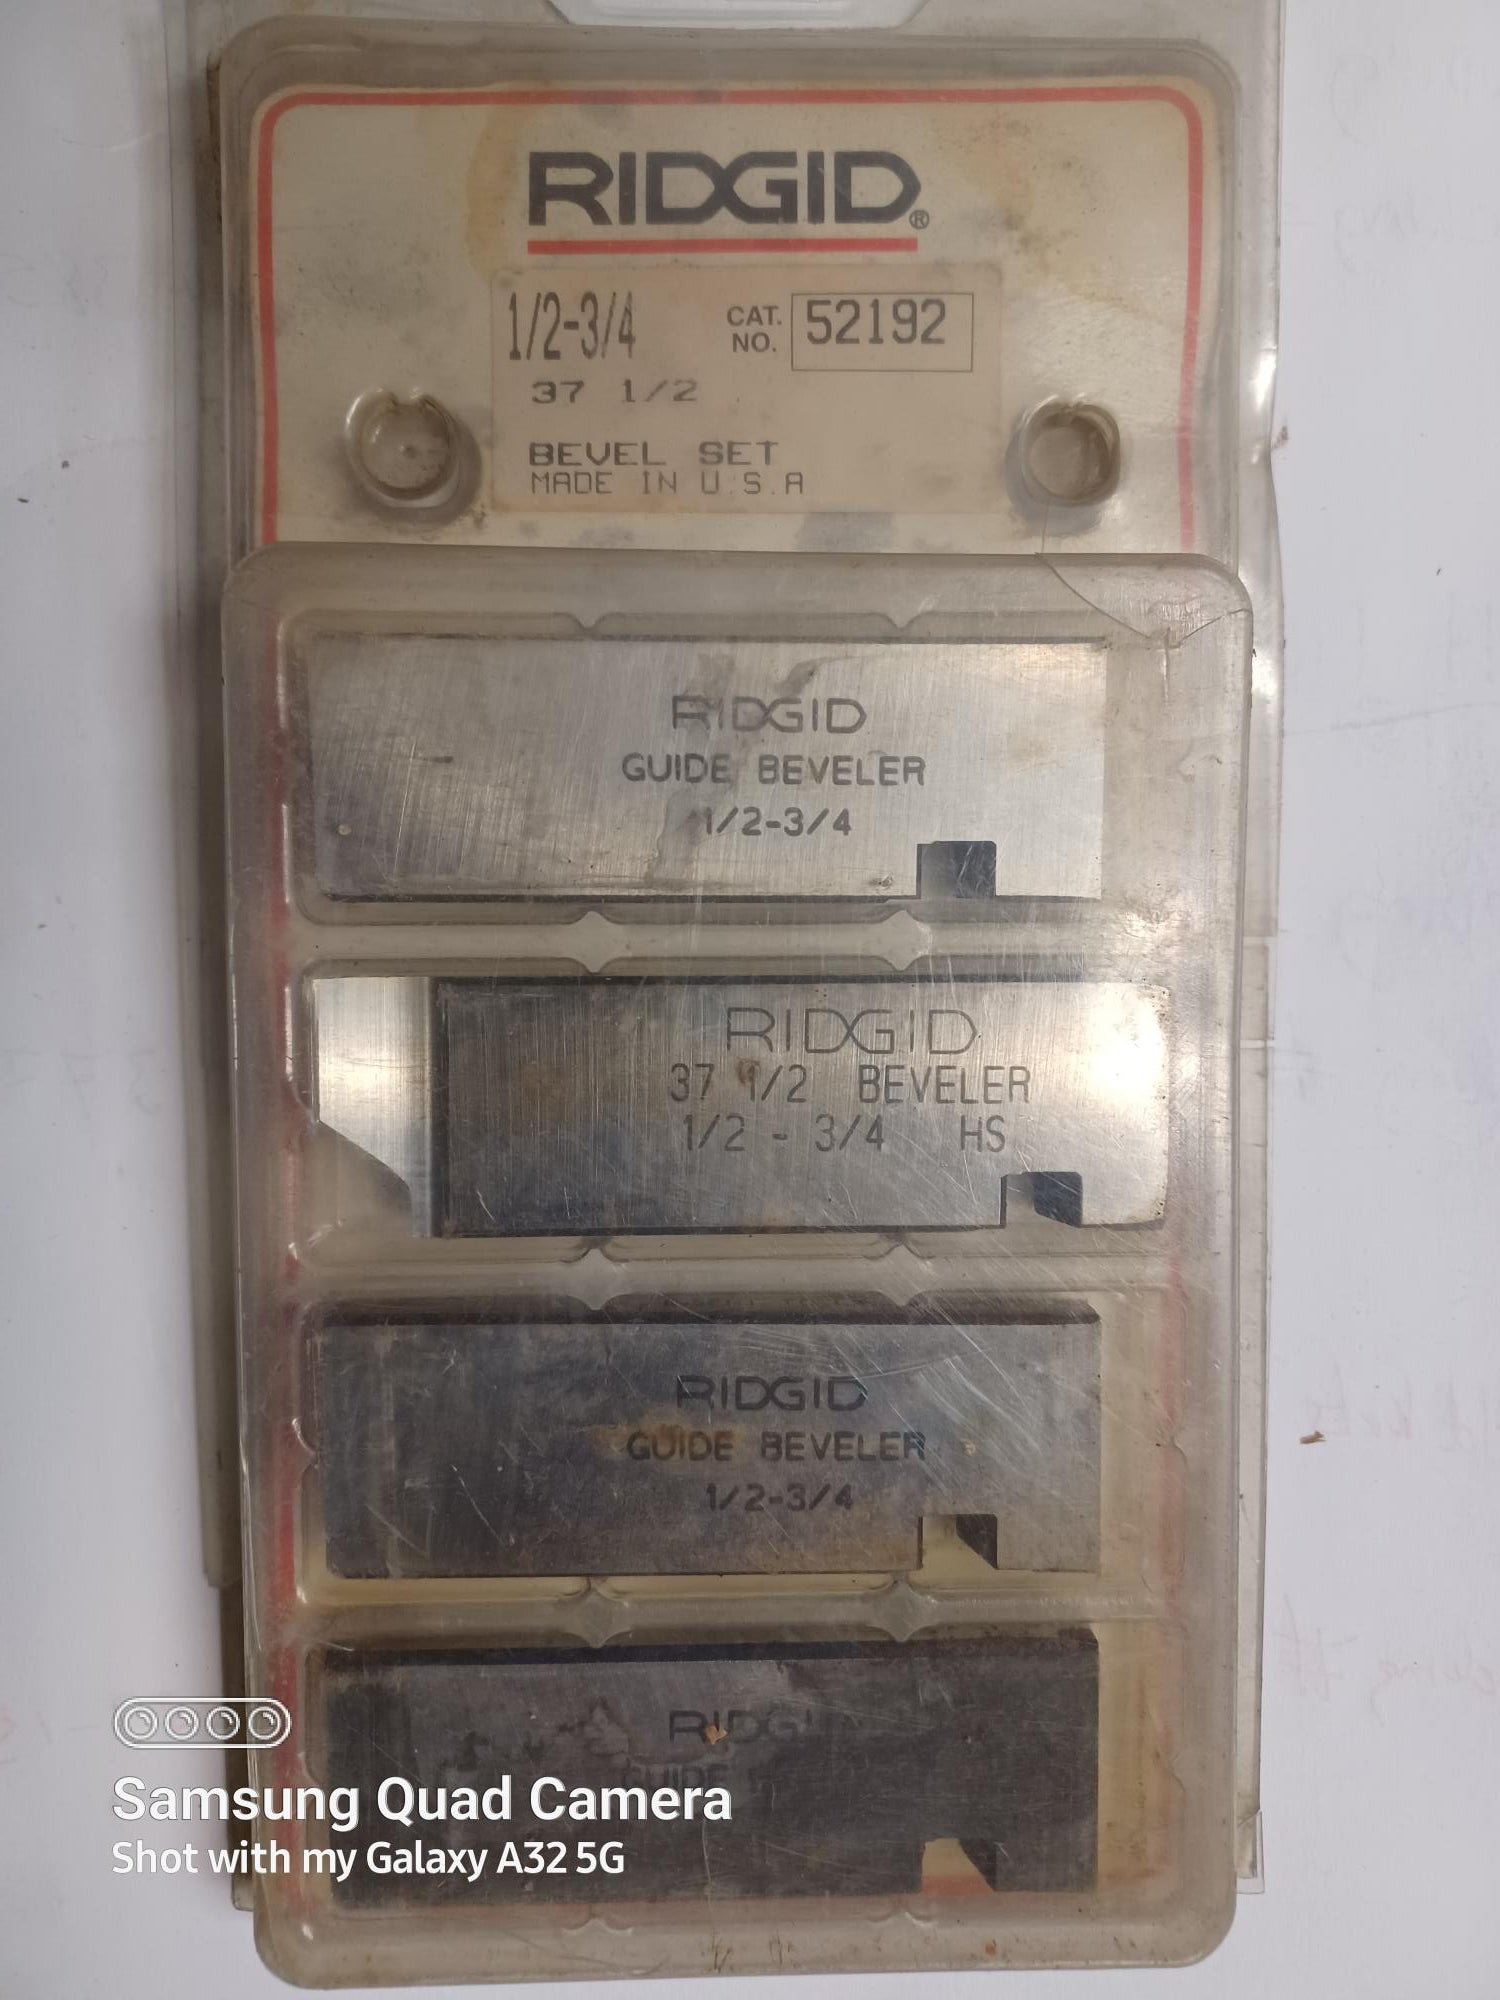 RIDGID®
1/2-3/4
CAT. NO. 52192
37 1/2
BEVEL SET
MADE IN U.S.A
RIDGID
GUIDE BEVELER
1/2-3/4
RIDGID
37 1/2 BEVELER
1/2 - 3/4 HS
RIDGID
GUIDE BEVELER
1/2-3/4
RIDGI
GUIDE
Samsung Quad Camera
Shot with my Galaxy A32 5G